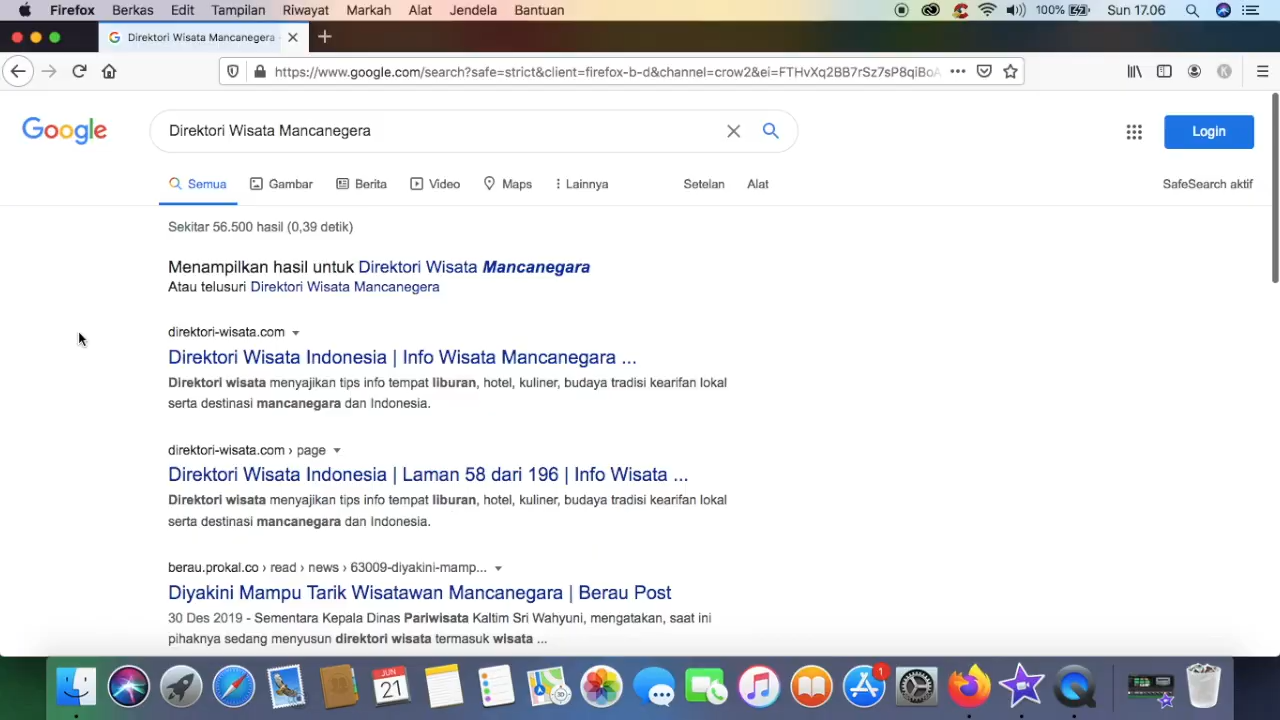 Firefox Berkas Edit Tampilan Riwayat Markah Alat Jendela Bantuan 100% Sun 17.06
Direktori Wisata Mancanegera
https://www.google.com/search?safe=strict&client=firefox-b-d&channel=crow2&ei=FTHvXq2BB7rSz7sP8qiBoA
Google
Direktori Wisata Mancanegera
Login
Semua Gambar Berita Video Maps Lainnya Setelan Alat SafeSearch aktif
Sekitar 56.500 hasil (0,39 detik)
Menampilkan hasil untuk Direktori Wisata Mancanegara
Atau telusuri Direktori Wisata Mancanegera
direktori-wisata.com
Direktori Wisata Indonesia | Info Wisata Mancanegara ...
Direktori wisata menyajikan tips info tempat liburan, hotel, kuliner, budaya tradisi kearifan lokal
serta destinasi mancanegara dan Indonesia.
direktori-wisata.com › page
Direktori Wisata Indonesia | Laman 58 dari 196 | Info Wisata ...
Direktori wisata menyajikan tips info tempat liburan, hotel, kuliner, budaya tradisi kearifan lokal
serta destinasi mancanegara dan Indonesia.
berau.prokal.co › read › news › 63009-diyakini-mamp...
Diyakini Mampu Tarik Wisatawan Mancanegara | Berau Post
30 Des 2019 - Sementara Kepala Dinas Pariwisata Kaltim Sri Wahyuni, mengatakan, saat ini
pihaknya sedang menyusun direktori wisata termasuk wisata ...
JUN
21
1